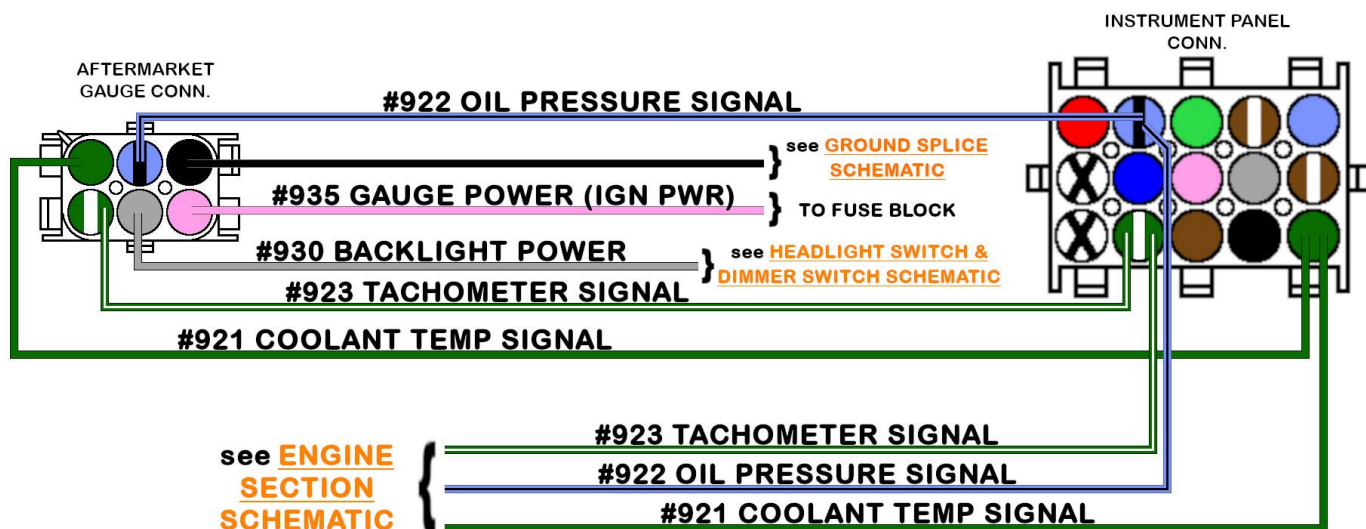 INSTRUMENT PANEL
CONN.
AFTERMARKET
GAUGE CONN.
#922 OIL PRESSURE SIGNAL
see GROUND SPLICE
SCHEMATIC
#935 GAUGE POWER (IGN PWR)
TO FUSE BLOCK
#930 BACKLIGHT POWER
see HEADLIGHT SWITCH &
DIMMER SWITCH SCHEMATIC
#923 TACHOMETER SIGNAL
#921 COOLANT TEMP SIGNAL
#923 TACHOMETER SIGNAL
see ENGINE
SECTION
SCHEMATIC
#922 OIL PRESSURE SIGNAL
#921 COOLANT TEMP SIGNAL